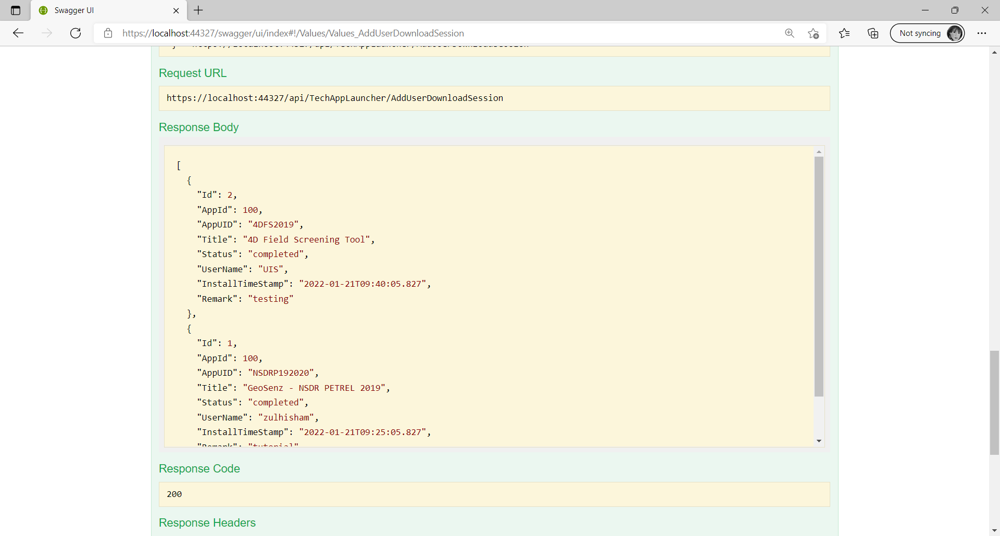 Swagger UI
https://localhost:44327/swagger/ui/index#!/Values/Values_AddUserDownloadSession
Not syncing
Request URL
https://localhost:44327/api/TechAppLauncher/AddUserDownloadSession
Response Body
[
{
"Id": 2,
"AppId": 100,
"AppUID": "4DFS2019",
"Title": "4D Field Screening Tool",
"Status": "completed",
"UserName": "UIS",
"InstallTimeStamp": "2022-01-21T09:40:05.827",
"Remark": "testing"
},
{
"Id": 1,
"AppId": 100,
"AppUID": "NSDRP192020",
"Title": "GeoSenz - NSDR PETREL 2019",
"Status": "completed",
"UserName": "zulhisham",
"InstallTimeStamp": "2022-01-21T09:25:05.827",
"Remark": "tutorial"
Response Code
200
Response Headers